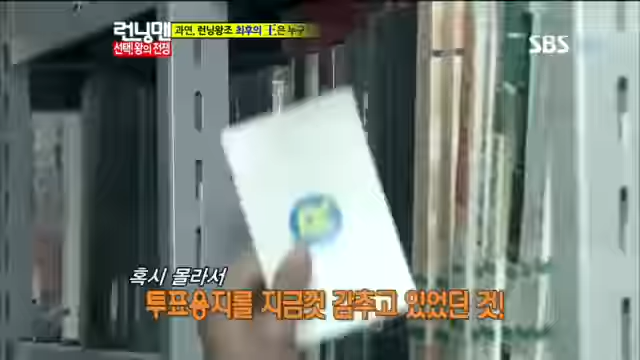 런닝맨
선택! 왕의 전쟁
과연, 런닝왕조 최후의 王은 누구
SBS
혹시 몰라서
투표용지를 지금껏 감추고 있었던 것!